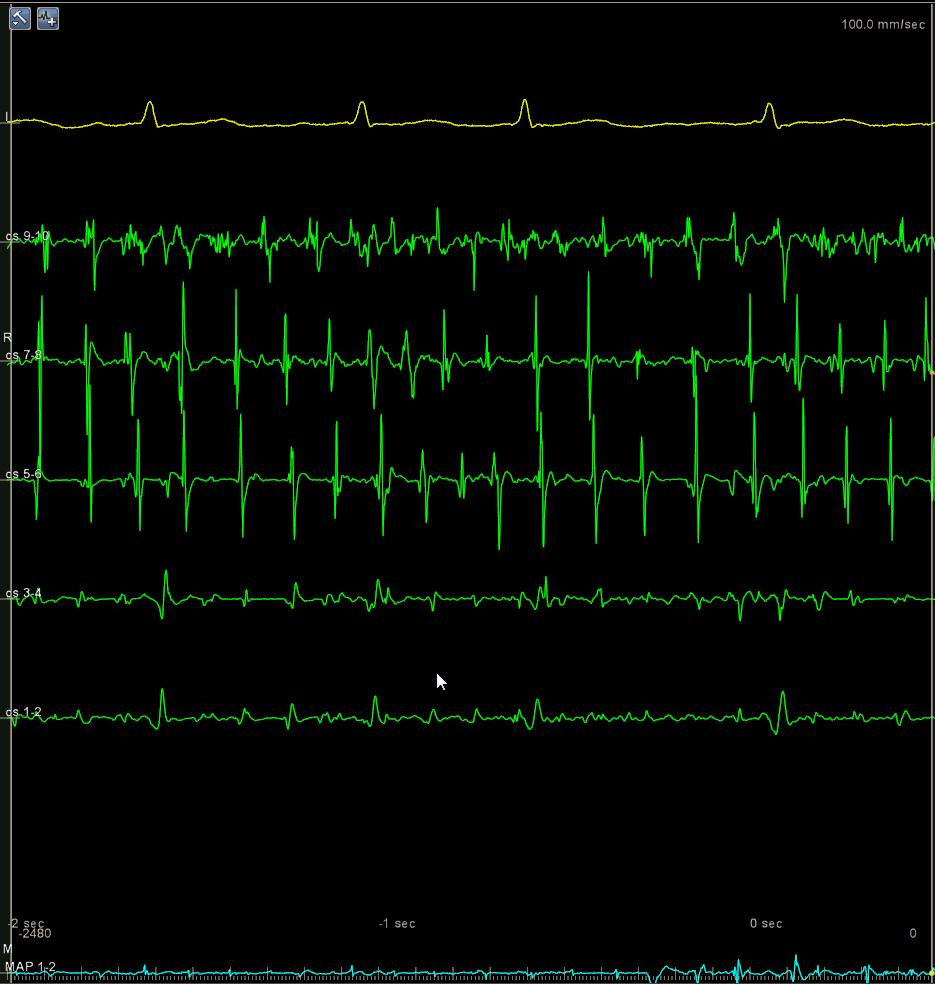 100.0 mm/sec
I
cs 9-10
R
cs 7-8
cs 5-6
cs 3-4
cs 1-2
-2 sec
-1 sec
0 sec
-2480
0
M
MAP 1-2